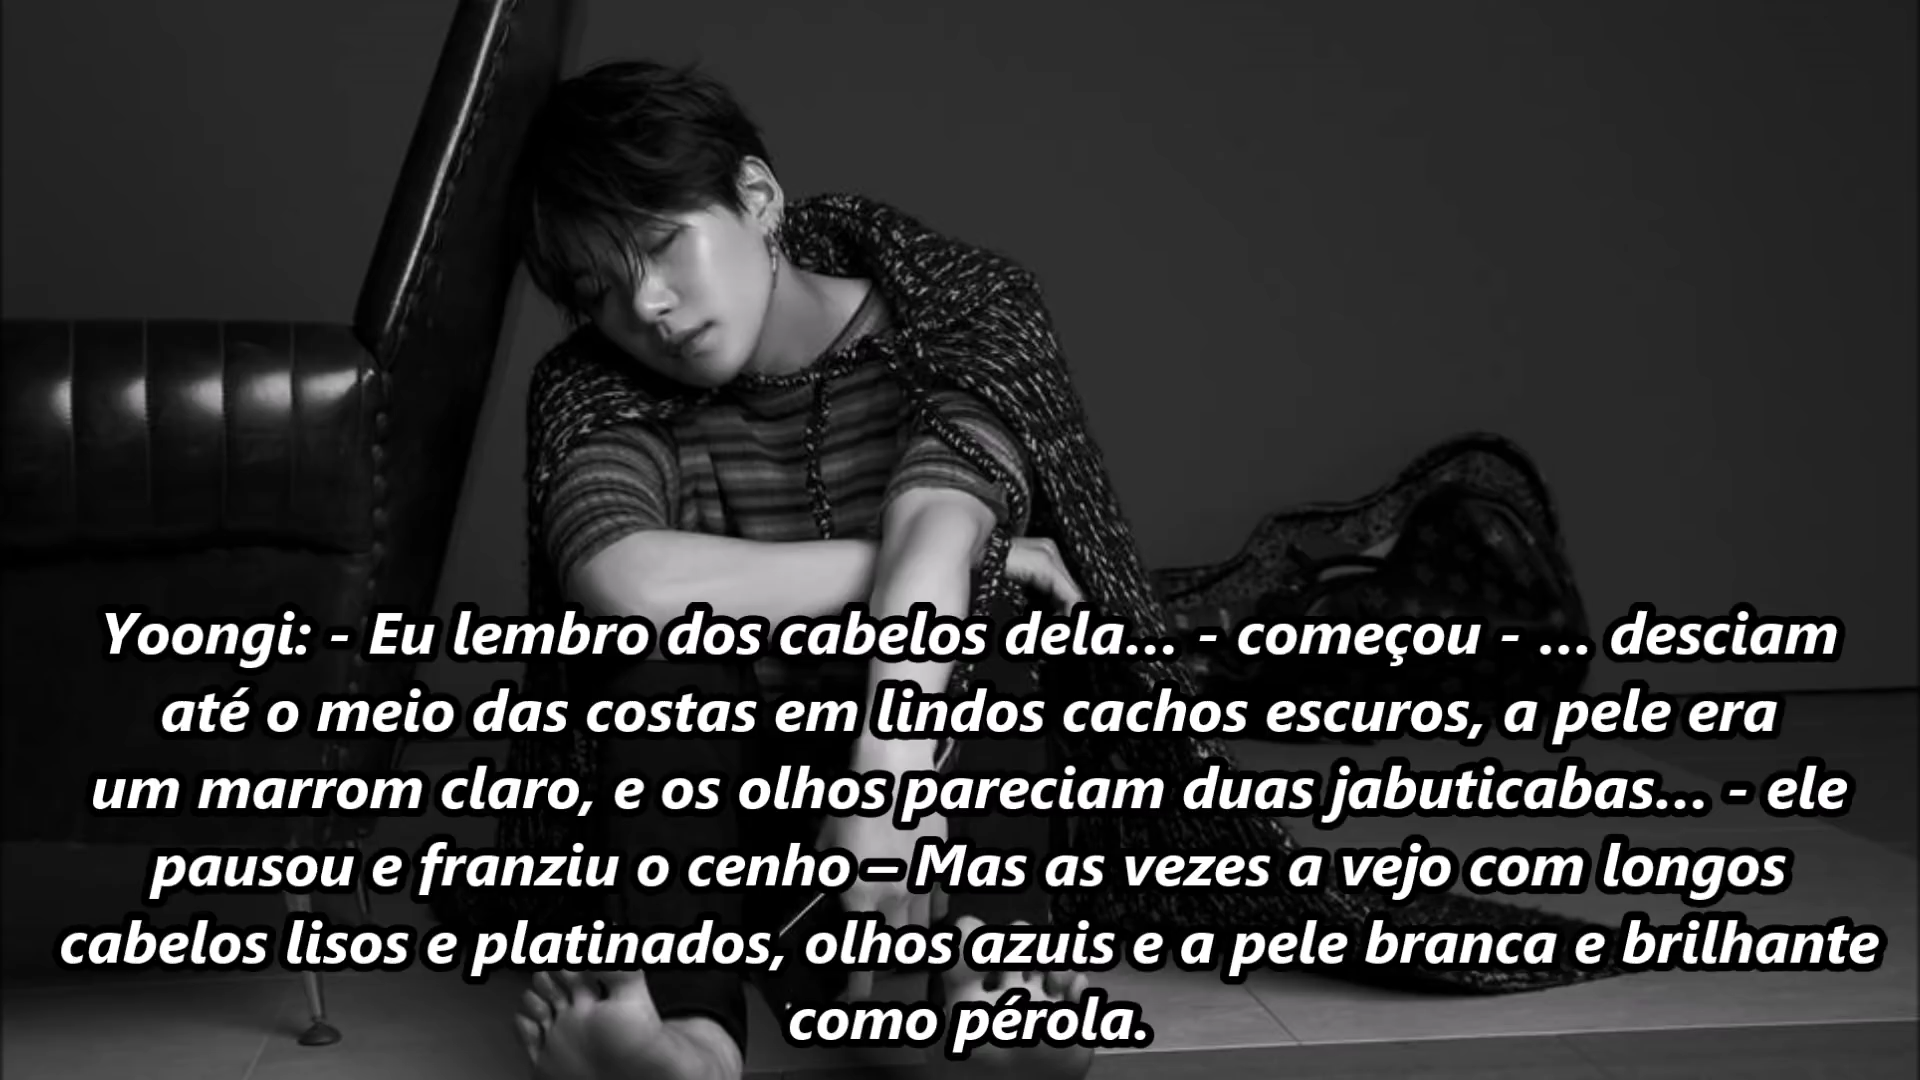 Yoongi: - Eu lembro dos cabelos dela... - começou - ... desciam
até o meio das costas em lindos cachos escuros, a pele era
um marrom claro, e os olhos pareciam duas jabuticabas... - ele
pausou e franziu o cenho – Mas as vezes a vejo com longos
cabelos lisos e platinados, olhos azuis e a pele branca e brilhante
como pérola.